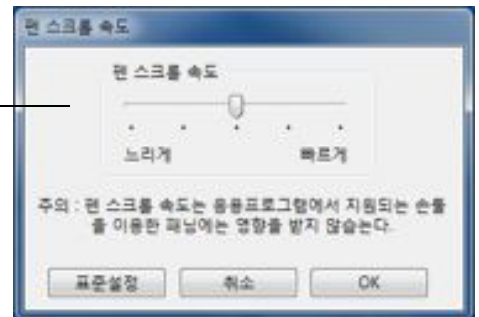 펜 스크롤 속도
펜 스크롤 속도
느리게 빠르게
주의 : 펜 스크롤 속도는 응용프로그램에서 지원되는 손툴
을 이용한 패닝에는 영향을 받지 않습는다.
표준설정 취소 OK